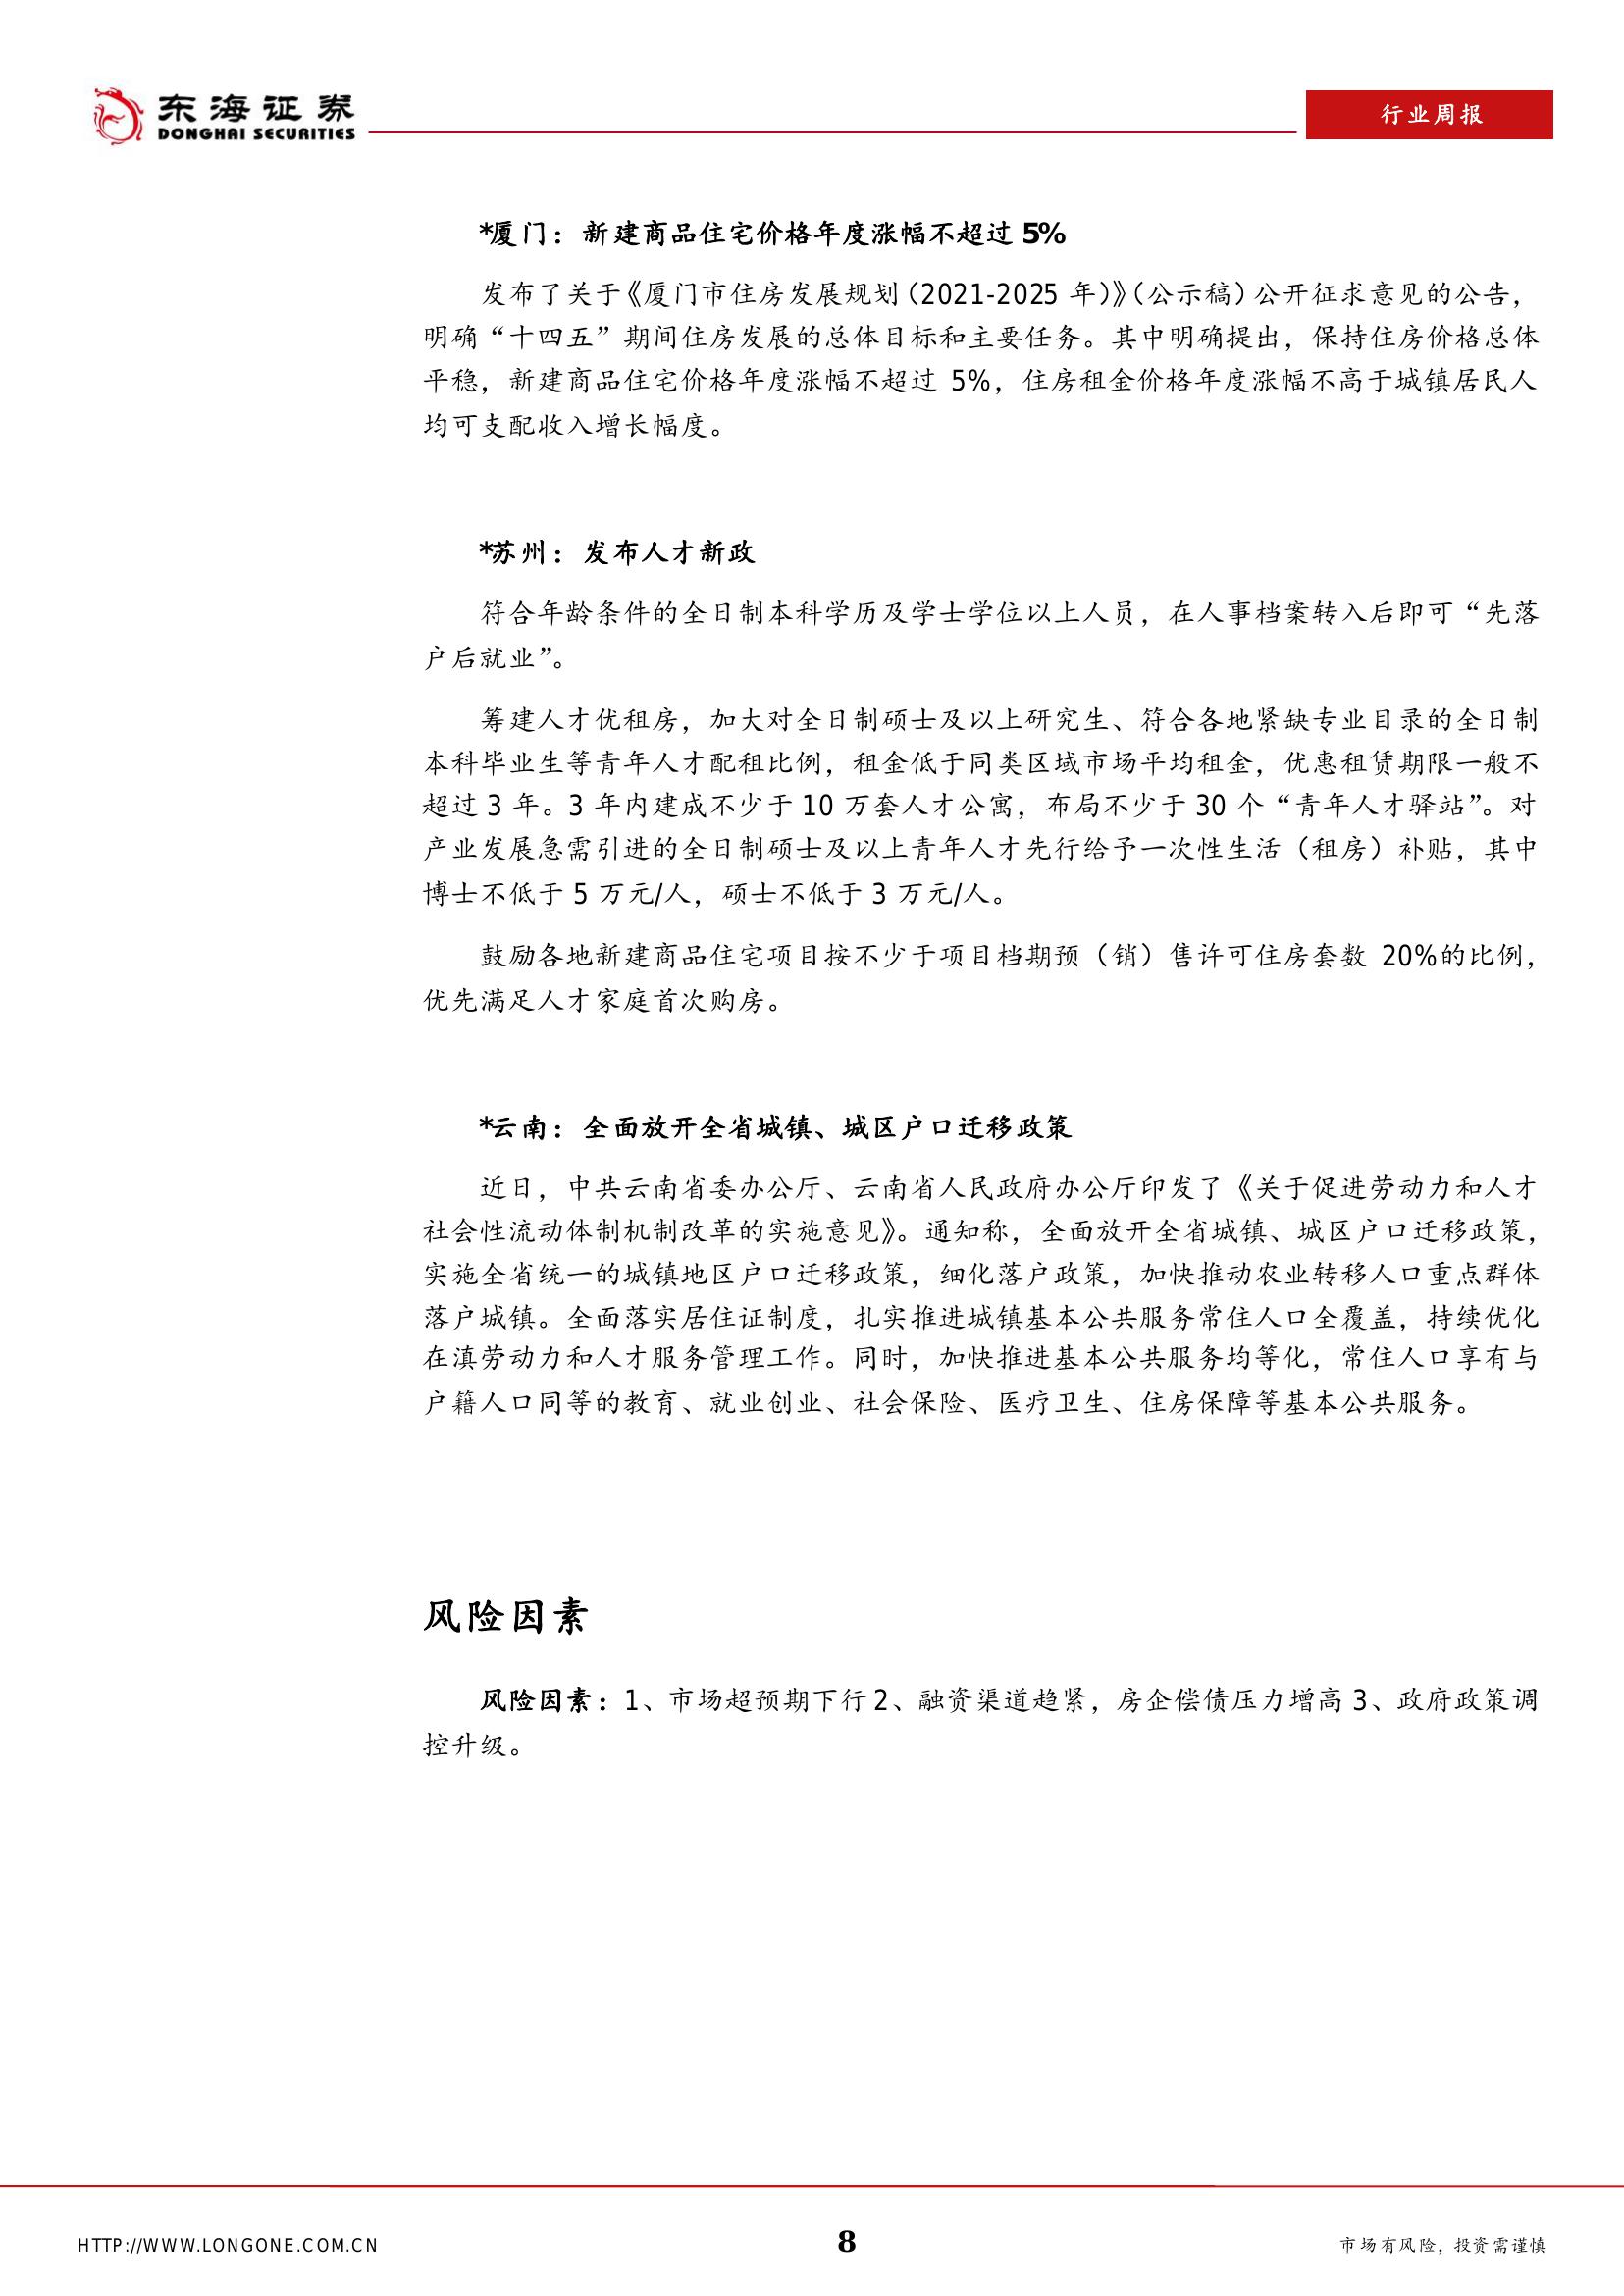 东海证券
DONGHAI SECURITIES
行业周报
*厦门：新建商品住宅价格年度涨幅不超过 5%
发布了关于《厦门市住房发展规划（2021-2025 年）》（公示稿）公开征求意见的公告，
明确“十四五”期间住房发展的总体目标和主要任务。其中明确提出，保持住房价格总体
平稳，新建商品住宅价格年度涨幅不超过 5%，住房租金价格年度涨幅不高于城镇居民人
均可支配收入增长幅度。
*苏州：发布人才新政
符合年龄条件的全日制本科学历及学士学位以上人员，在人事档案转入后即可“先落
户后就业”。
筹建人才优租房，加大对全日制硕士及以上研究生、符合各地紧缺专业目录的全日制
本科毕业生等青年人才配租比例，租金低于同类区域市场平均租金，优惠租赁期限一般不
超过 3 年。3 年内建成不少于 10 万套人才公寓，布局不少于 30 个“青年人才驿站”。对
产业发展急需引进的全日制硕士及以上青年人才先行给予一次性生活（租房）补贴，其中
博士不低于 5 万元/人，硕士不低于 3 万元/人。
鼓励各地新建商品住宅项目按不少于项目档期预（销）售许可住房套数 20%的比例，
优先满足人才家庭首次购房。
*云南：全面放开全省城镇、城区户口迁移政策
近日，中共云南省委办公厅、云南省人民政府办公厅印发了《关于促进劳动力和人才
社会性流动体制机制改革的实施意见》。通知称，全面放开全省城镇、城区户口迁移政策，
实施全省统一的城镇地区户口迁移政策，细化落户政策，加快推动农业转移人口重点群体
落户城镇。全面落实居住证制度，扎实推进城镇基本公共服务常住人口全覆盖，持续优化
在滇劳动力和人才服务管理工作。同时，加快推进基本公共服务均等化，常住人口享有与
户籍人口同等的教育、就业创业、社会保险、医疗卫生、住房保障等基本公共服务。
风险因素
风险因素：1、市场超预期下行 2、融资渠道趋紧，房企偿债压力增高 3、政府政策调
控升级。
HTTP://WWW.LONGONE.COM.CN
8
市场有风险，投资需谨慎